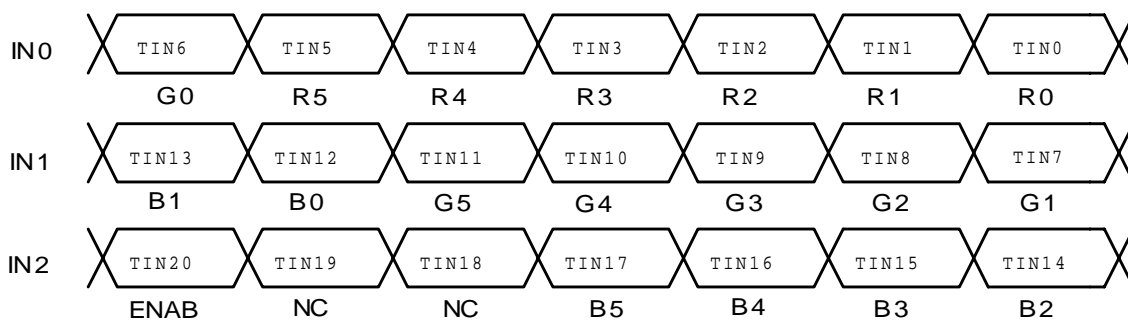 IN0 TIN6 TIN5 TIN4 TIN3 TIN2 TIN1 TIN0
G0 R5 R4 R3 R2 R1 R0
IN1 TIN13 TIN12 TIN11 TIN10 TIN9 TIN8 TIN7
B1 B0 G5 G4 G3 G2 G1
IN2 TIN20 TIN19 TIN18 TIN17 TIN16 TIN15 TIN14
ENAB NC NC B5 B4 B3 B2